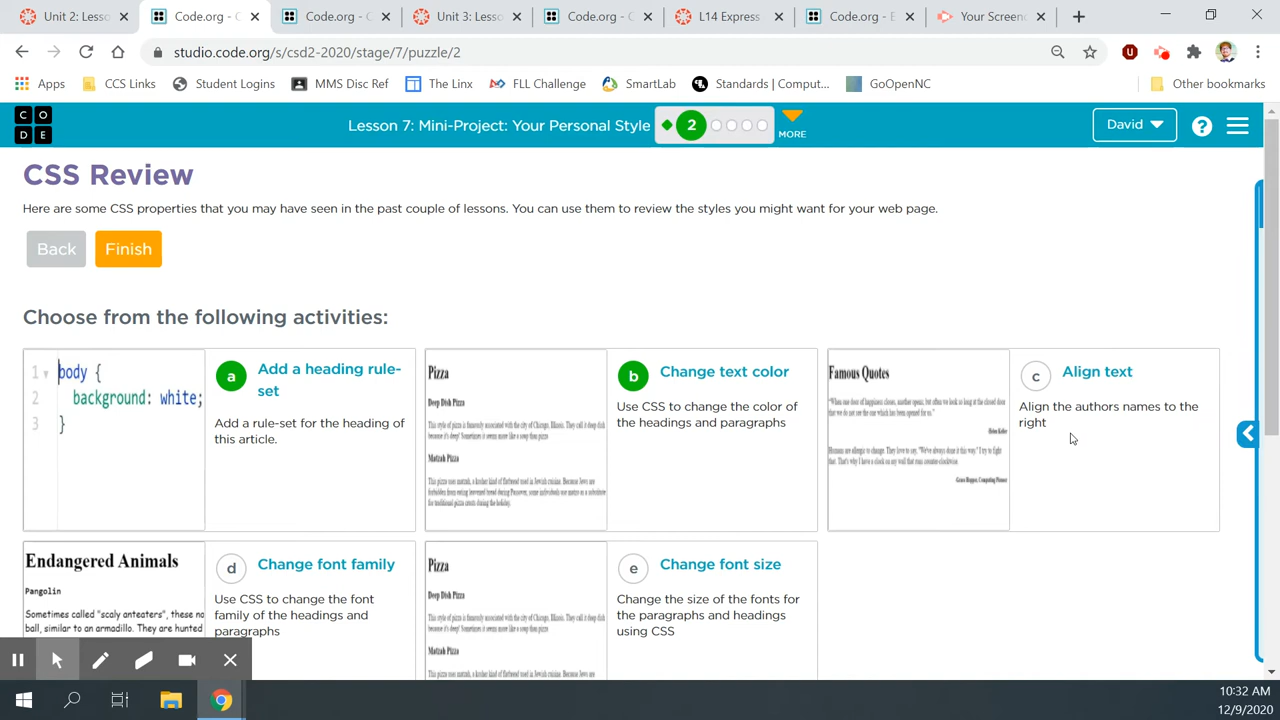 Unit 2: Lesso
Code.org - C
Code.org - C
Unit 3: Lesso
Code.org - C
L14 Express
Code.org - E
Your Screen
studio.code.org/s/csd2-2020/stage/7/puzzle/2
Apps
CCS Links
Student Logins
MMS Disc Ref
The Linx
FLL Challenge
SmartLab
Standards | Comput...
GoOpenNC
Other bookmarks
C O
D E
Lesson 7: Mini-Project: Your Personal Style
2
MORE
David
?
CSS Review
Here are some CSS properties that you may have seen in the past couple of lessons. You can use them to review the styles you might want for your web page.
Back
Finish
Choose from the following activities:
1 body {
2 background: white;
3 }
a
Add a heading rule-
set
Add a rule-set for the heading of
this article.
Pizza
Deep Dish Pizza
Matzah Pizza
b
Change text color
Use CSS to change the color of
the headings and paragraphs
Famous Quotes
Helen Keller
Grace Hopper, Computing Pioneer
c
Align text
Align the authors names to the
right
Endangered Animals
Pangolin
Sometimes called "scaly anteaters", these no
ball, similar to an armadillo. They are hunted
d
Change font family
Use CSS to change the font
family of the headings and
paragraphs
Pizza
Deep Dish Pizza
Matzah Pizza
e
Change font size
Change the size of the fonts for
the paragraphs and headings
using CSS
10:32 AM
12/9/2020